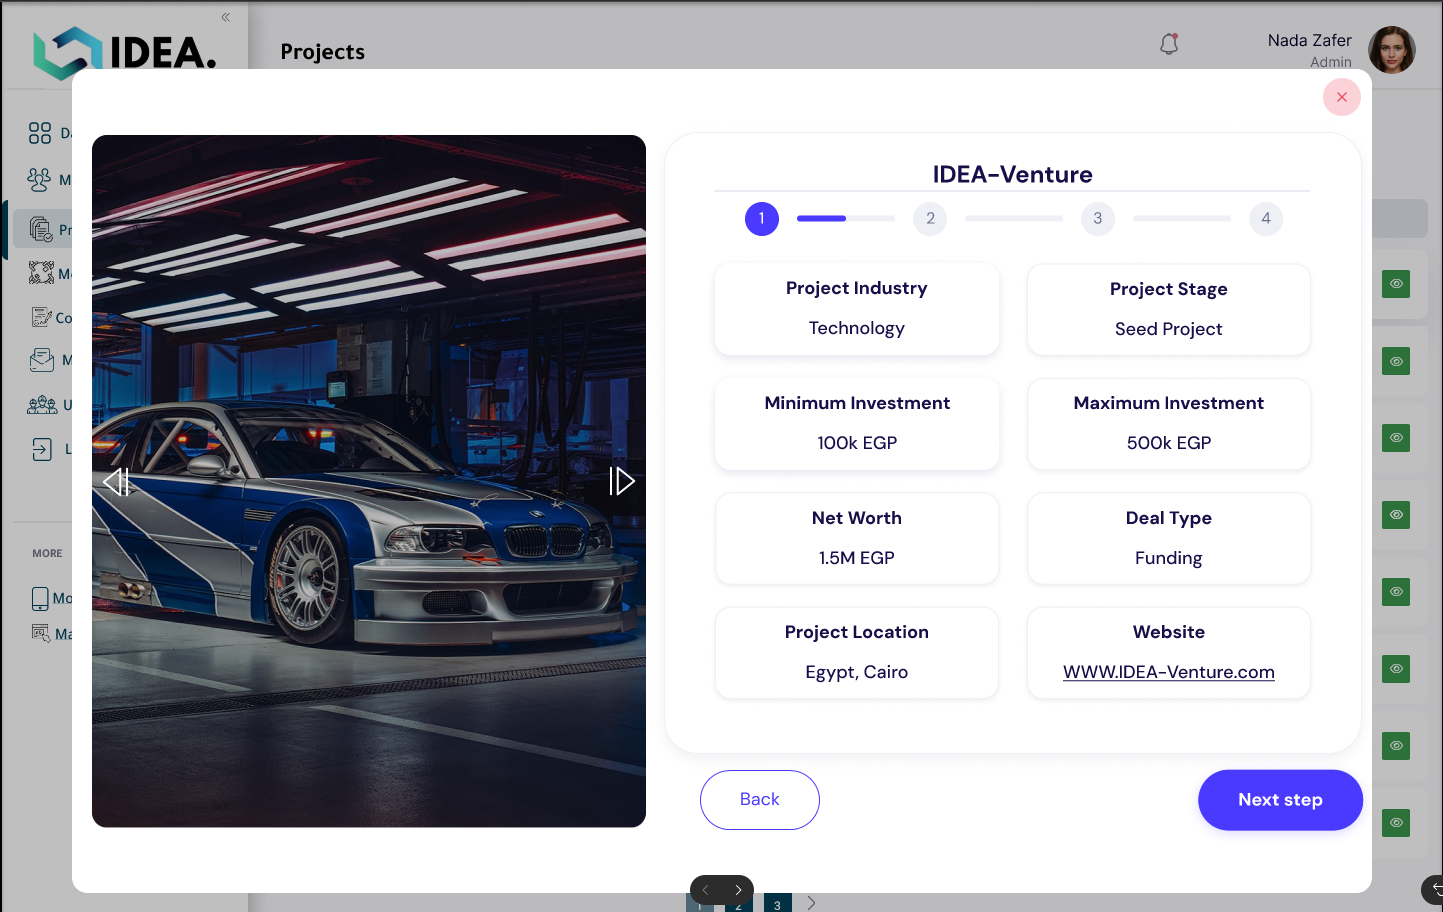 IDEA.
Projects
Nada Zafer
Admin
Da
M
Pr
Me
Co
M
U
L
MORE
Mo
Ma
IDEA-Venture
1
2
3
4
Project Industry
Technology
Project Stage
Seed Project
Minimum Investment
100k EGP
Maximum Investment
500k EGP
Net Worth
1.5M EGP
Deal Type
Funding
Project Location
Egypt, Cairo
Website
WWW.IDEA-Venture.com
Back
Next step
1
2
3